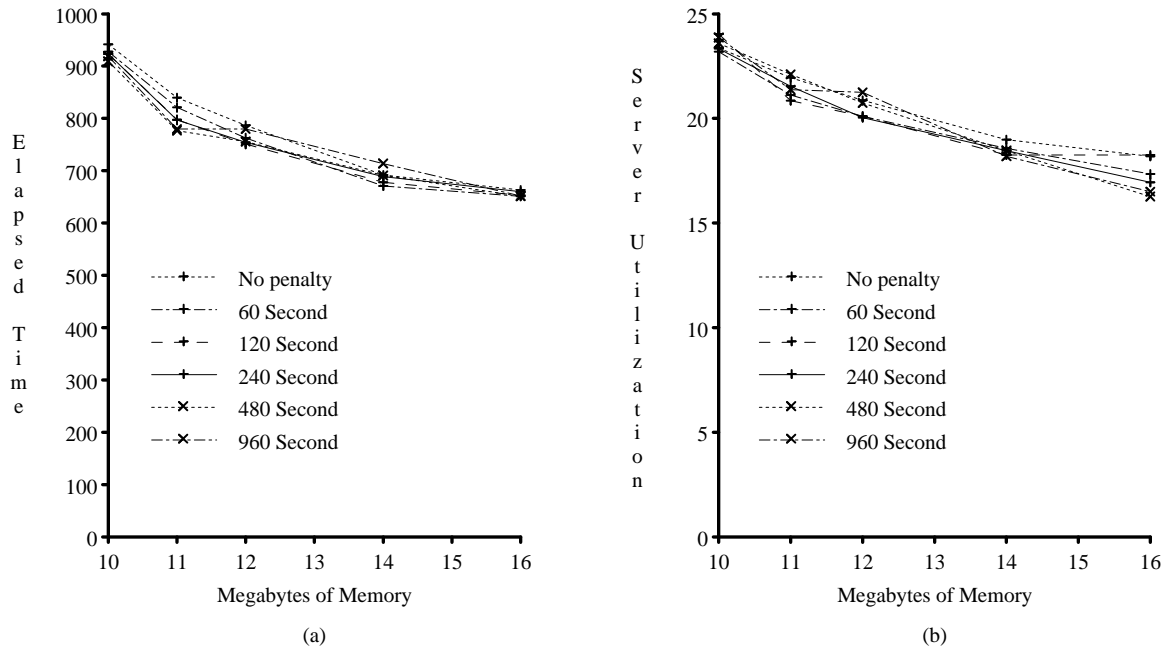 1000
900
800
700
600
500
400
300
200
100
0
10
11
12
13
14
15
16
Elapsed Time
Megabytes of Memory
No penalty
60 Second
120 Second
240 Second
480 Second
960 Second
(a)
25
20
15
10
5
0
10
11
12
13
14
15
16
Server Utilization
Megabytes of Memory
No penalty
60 Second
120 Second
240 Second
480 Second
960 Second
(b)